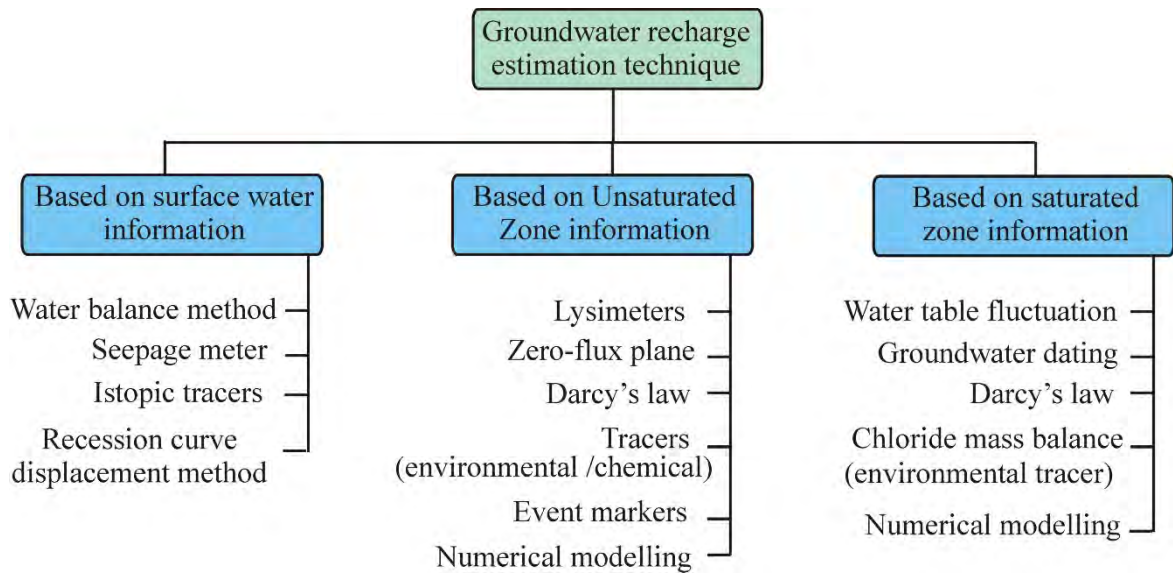 Groundwater recharge
estimation technique
Based on surface water
information
Water balance method
Seepage meter
Istopic tracers
Recession curve
displacement method
Based on Unsaturated
Zone information
Lysimeters
Zero-flux plane
Darcy's law
Tracers
(environmental /chemical)
Event markers
Numerical modelling
Based on saturated
zone information
Water table fluctuation
Groundwater dating
Darcy's law
Chloride mass balance
(environmental tracer)
Numerical modelling